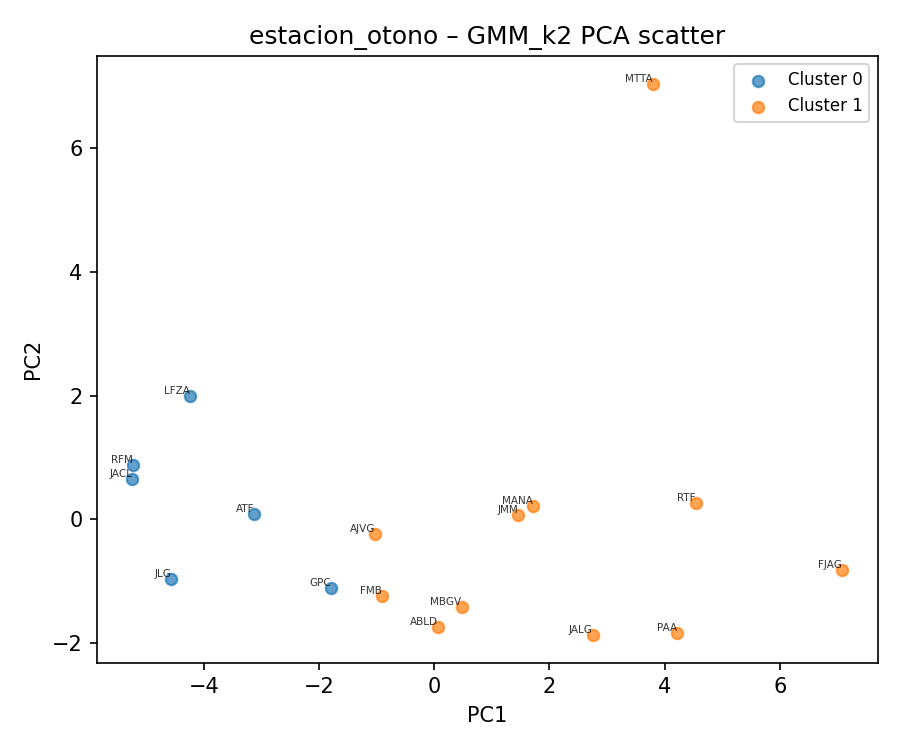 estacion_otono – GMM_k2 PCA scatter
MTTA
Cluster 0
Cluster 1
6
4
PC2
2
LFZA
RFM
JACL
MANA
RTF
0
ATF
JMM
AJVG
FJAG
JLG
GPC
FMB
MBGV
ABLD
JALG
PAA
−2
−4
−2
0
2
4
6
PC1